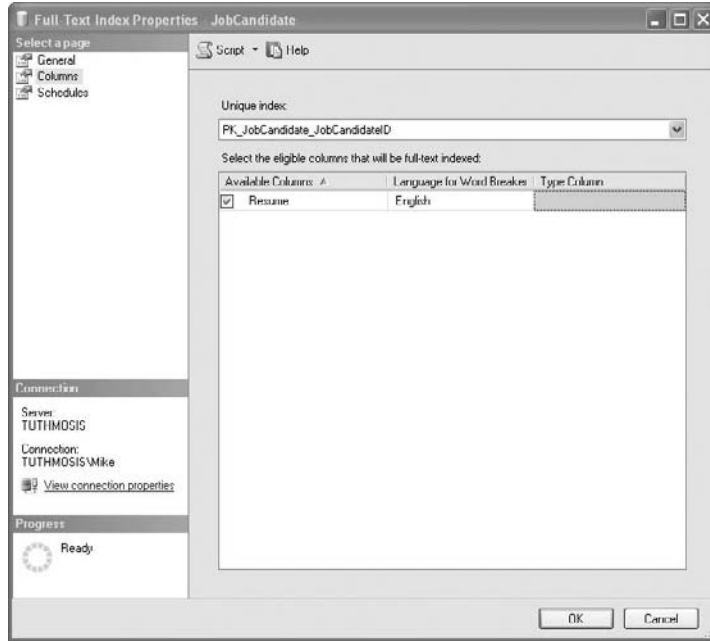 Full-Text Index Properties - JobCandidate
Select a page
General
Columns
Schedules
Script
Help
Unique index:
PK_JobCandidate_JobCandidateID
Select the eligible columns that will be full-text indexed:
Available Columns
Language for Word Breaker
Type Column
Resume
English
Connection
Server:
TUTHMOSIS
Connection:
TUTHMOSIS\Mike
View connection properties
Progress
Ready
OK
Cancel